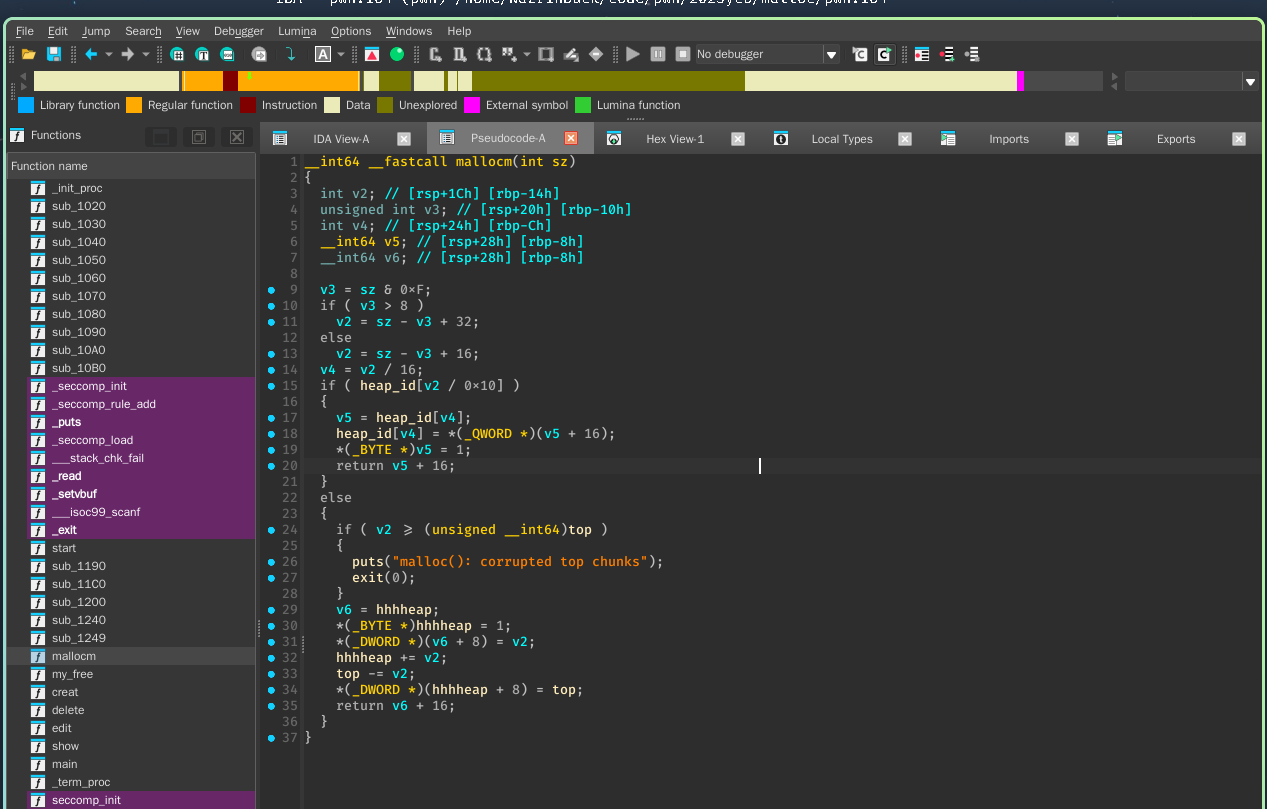 IDA - pwn.i64 (pwn) /home/
File Edit Jump Search View Debugger Lumina Options Windows Help
No debugger
Library function Regular function Instruction Data Unexplored External symbol Lumina function
Functions
IDA View-A Pseudocode-A Hex View-1 Local Types Imports Exports
Function name
_init_proc
sub_1020
sub_1030
sub_1040
sub_1050
sub_1060
sub_1070
sub_1080
sub_1090
sub_10A0
sub_10B0
_seccomp_init
_seccomp_rule_add
_puts
_seccomp_load
___stack_chk_fail
_read
_setvbuf
___isoc99_scanf
_exit
start
sub_1190
sub_11C0
sub_1200
sub_1240
sub_1249
mallocm
my_free
creat
delete
edit
show
main
_term_proc
seccomp_init
1 __int64 __fastcall mallocm(int sz)
2 {
3 int v2; // [rsp+1Ch] [rbp-14h]
4 unsigned int v3; // [rsp+20h] [rbp-10h]
5 int v4; // [rsp+24h] [rbp-Ch]
6 __int64 v5; // [rsp+28h] [rbp-8h]
7 __int64 v6; // [rsp+28h] [rbp-8h]
8
9 v3 = sz & 0×F;
10 if ( v3 > 8 )
11 v2 = sz - v3 + 32;
12 else
13 v2 = sz - v3 + 16;
14 v4 = v2 / 16;
15 if ( heap_id[v2 / 0×10] )
16 {
17 v5 = heap_id[v4];
18 heap_id[v4] = *(_QWORD *)(v5 + 16);
19 *(_BYTE *)v5 = 1;
20 return v5 + 16;
21 }
22 else
23 {
24 if ( v2 ≥ (unsigned __int64)top )
25 {
26 puts("malloc(): corrupted top chunks");
27 exit(0);
28 }
29 v6 = hhhheap;
30 *(_BYTE *)hhhheap = 1;
31 *(_DWORD *)(v6 + 8) = v2;
32 hhhheap += v2;
33 top -= v2;
34 *(_DWORD *)(hhhheap + 8) = top;
35 return v6 + 16;
36 }
37 }